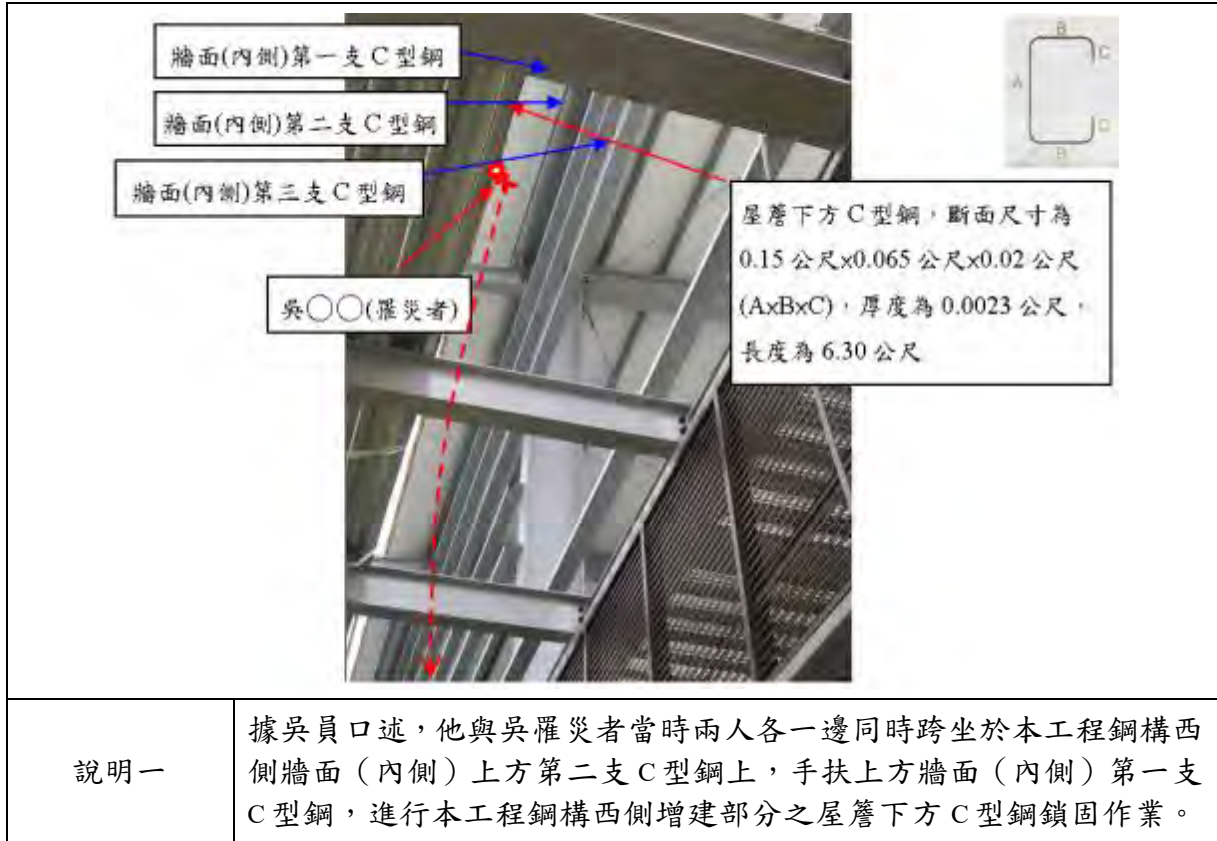 牆面(內側)第一支C型鋼
牆面(內側)第二支C型鋼
牆面(內側)第三支C型鋼
吳○○(罹災者)
B
C
A
C
B
屋簷下方C型鋼，斷面尺寸為
0.15公尺x0.065公尺x0.02公尺
(AxBxC)，厚度為0.0023公尺，
長度為6.30公尺
說明一
據吳員口述，他與吳罹災者當時兩人各一邊同時跨坐於本工程鋼構西
側牆面（內側）上方第二支C型鋼上，手扶上方牆面（內側）第一支
C型鋼，進行本工程鋼構西側增建部分之屋簷下方C型鋼鎖固作業。